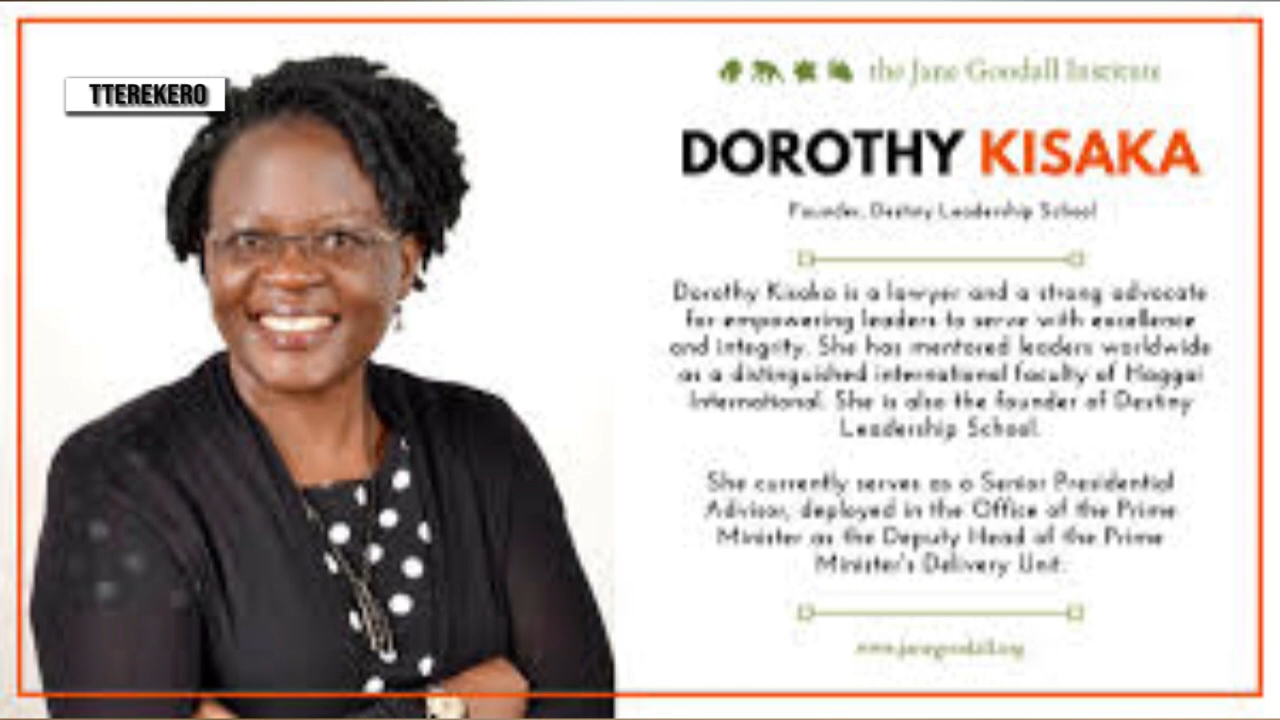 TTEREKERO
the Jane Goodall Institute
DOROTHY KISAKA
Founder, Destiny Leadership School
Dorothy Kisaka is a lawyer and a strong advocate
for empowering leaders to serve with excellence
and integrity. She has mentored leaders worldwide
as a distinguished international faculty of Haggai
International. She is also the founder of Destiny
Leadership School.
She currently serves as a Senior Presidential
Advisor, deployed in the Office of the Prime
Minister as the Deputy Head of the Prime
Minister's Delivery Unit.
www.janegoodall.org